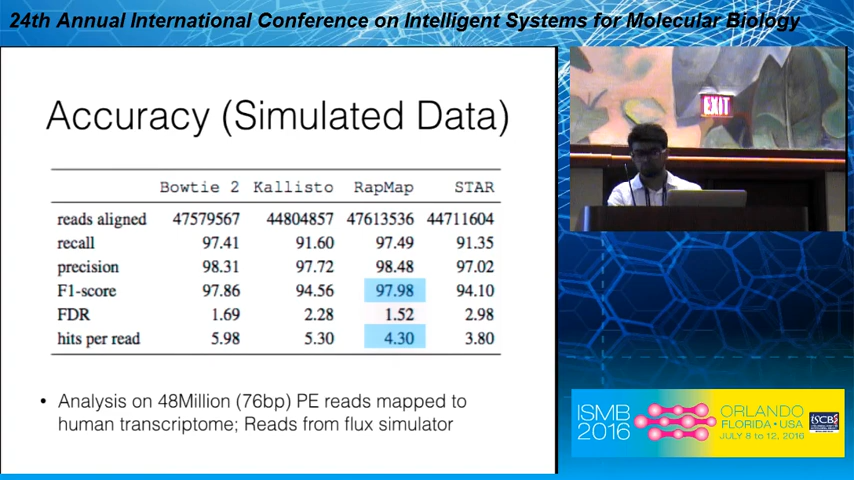 24th Annual International Conference on Intelligent Systems for Molecular Biology
Accuracy (Simulated Data)
Bowtie 2 Kallisto RapMap STAR
reads aligned 47579567 44804857 47613536 44711604
recall 97.41 91.60 97.49 91.35
precision 98.31 97.72 98.48 97.02
F1-score 97.86 94.56 97.98 94.10
FDR 1.69 2.28 1.52 2.98
hits per read 5.98 5.30 4.30 3.80
• Analysis on 48Million (76bp) PE reads mapped to
human transcriptome; Reads from flux simulator
EXIT
ISMB
2016
ORLANDO
FLORIDA • USA
JULY 8 to 12, 2016
ISCB